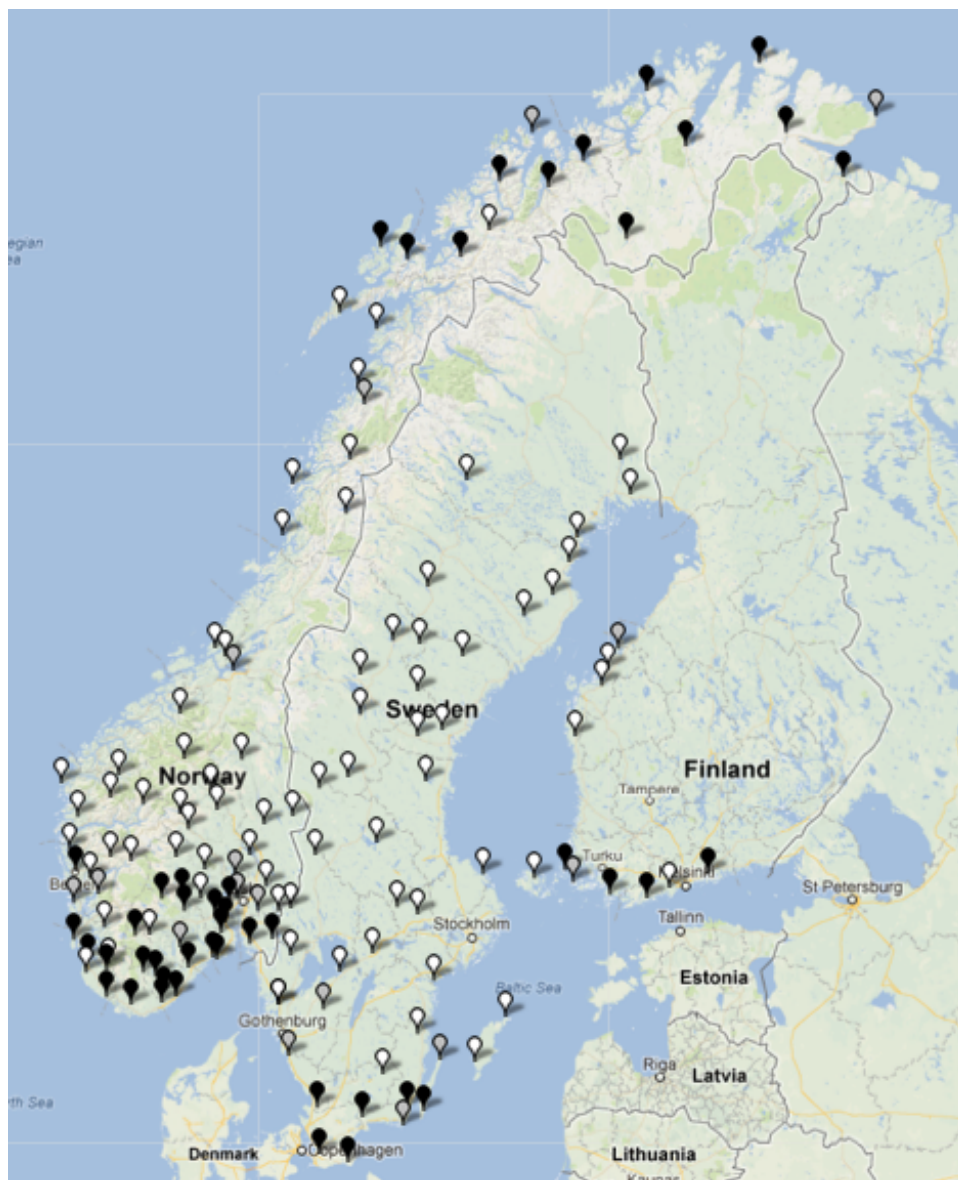 egian
ea
Sweden
Norway
Finland
Tampere
Turku
Helsinki
St Petersburg
Stockholm
Tallinn
Estonia
Baltic Sea
Gothenburg
Riga
Latvia
rth Sea
Denmark
Copenhagen
Lithuania
Kaunas